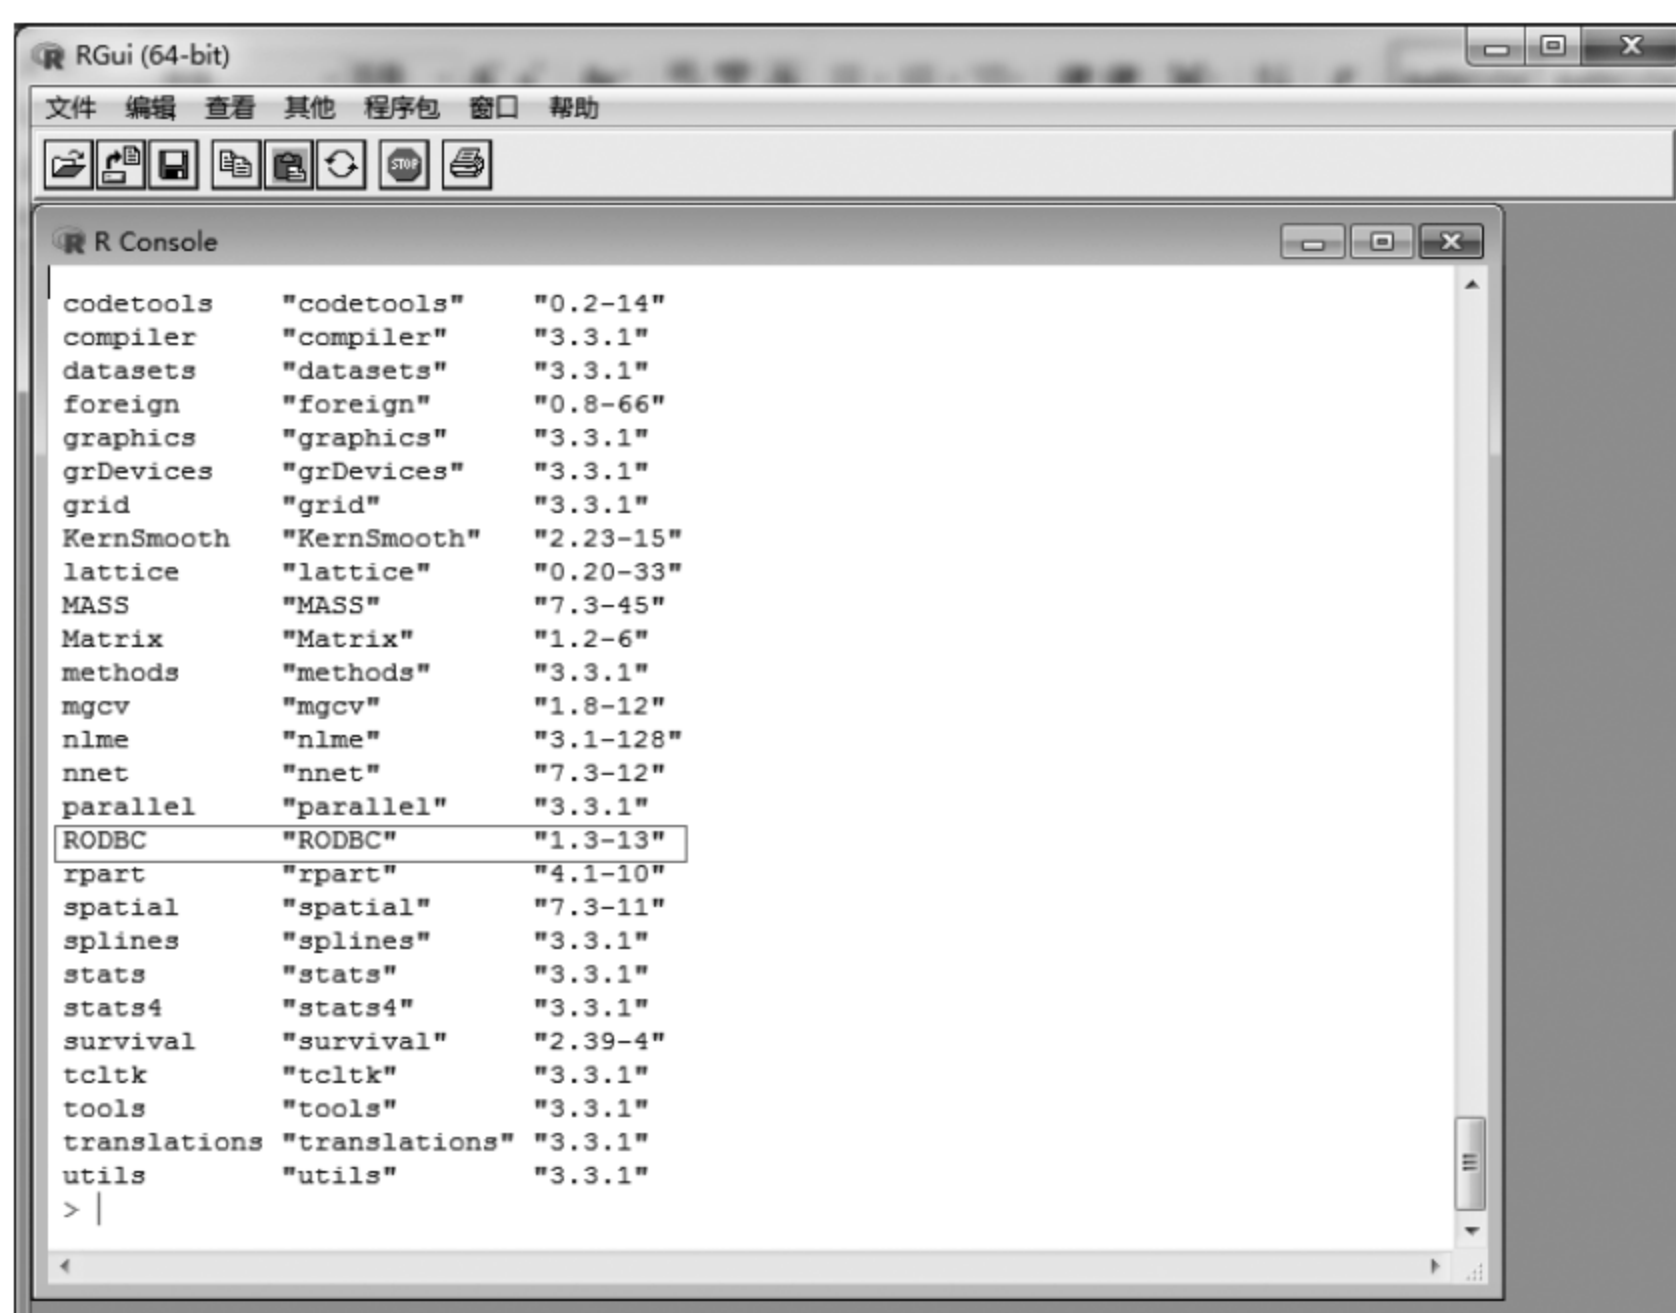 RGui (64-bit)
文件 编辑 查看 其他 程序包 窗口 帮助
STOP
R Console
codetools "codetools" "0.2-14"
compiler "compiler" "3.3.1"
datasets "datasets" "3.3.1"
foreign "foreign" "0.8-66"
graphics "graphics" "3.3.1"
grDevices "grDevices" "3.3.1"
grid "grid" "3.3.1"
KernSmooth "KernSmooth" "2.23-15"
lattice "lattice" "0.20-33"
MASS "MASS" "7.3-45"
Matrix "Matrix" "1.2-6"
methods "methods" "3.3.1"
mgcv "mgcv" "1.8-12"
nlme "nlme" "3.1-128"
nnet "nnet" "7.3-12"
parallel "parallel" "3.3.1"
RODBC "RODBC" "1.3-13"
rpart "rpart" "4.1-10"
spatial "spatial" "7.3-11"
splines "splines" "3.3.1"
stats "stats" "3.3.1"
stats4 "stats4" "3.3.1"
survival "survival" "2.39-4"
tcltk "tcltk" "3.3.1"
tools "tools" "3.3.1"
translations "translations" "3.3.1"
utils "utils" "3.3.1"
>